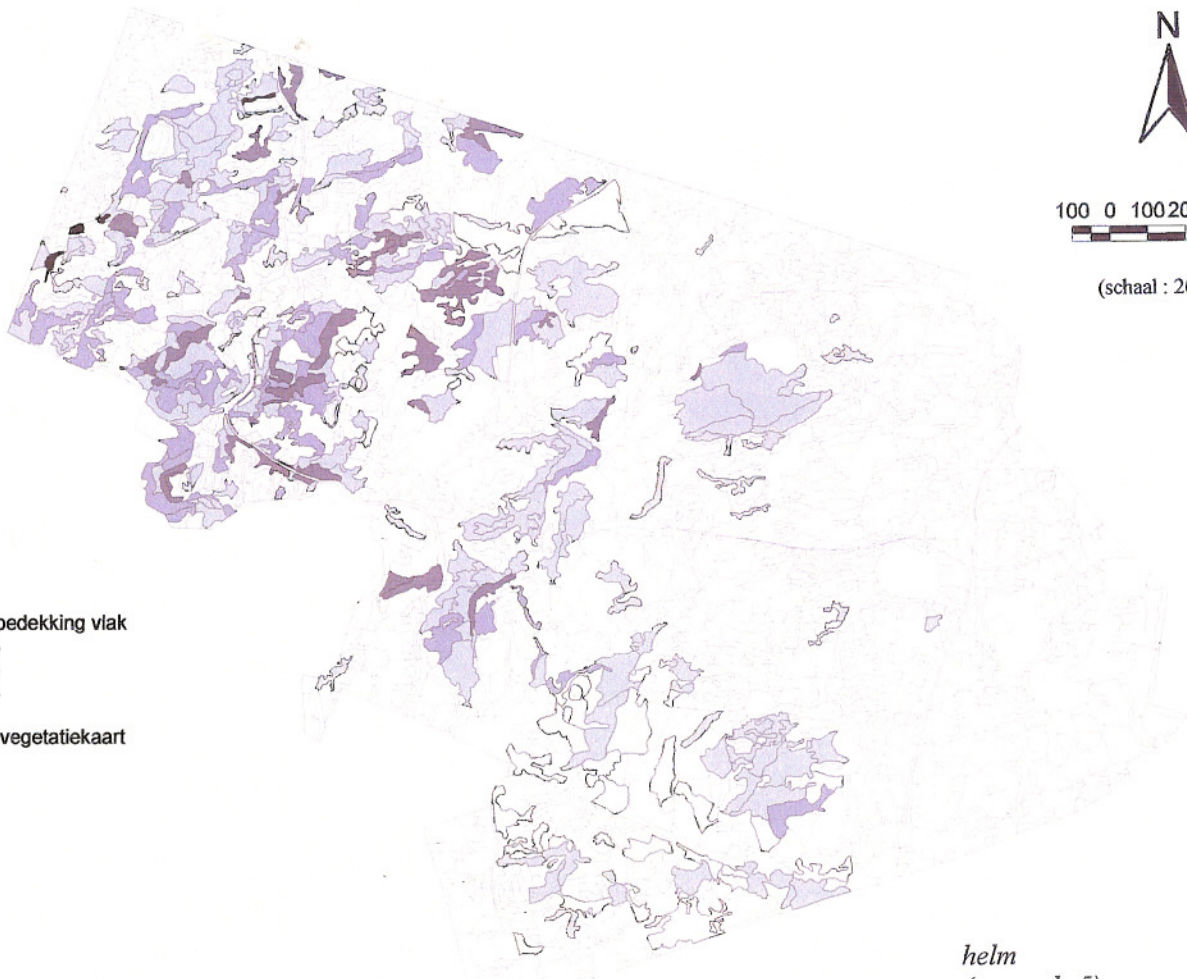 N
100 0 100 20
(schaal : 2
bedekking vlak
vegetatiekaart
helm